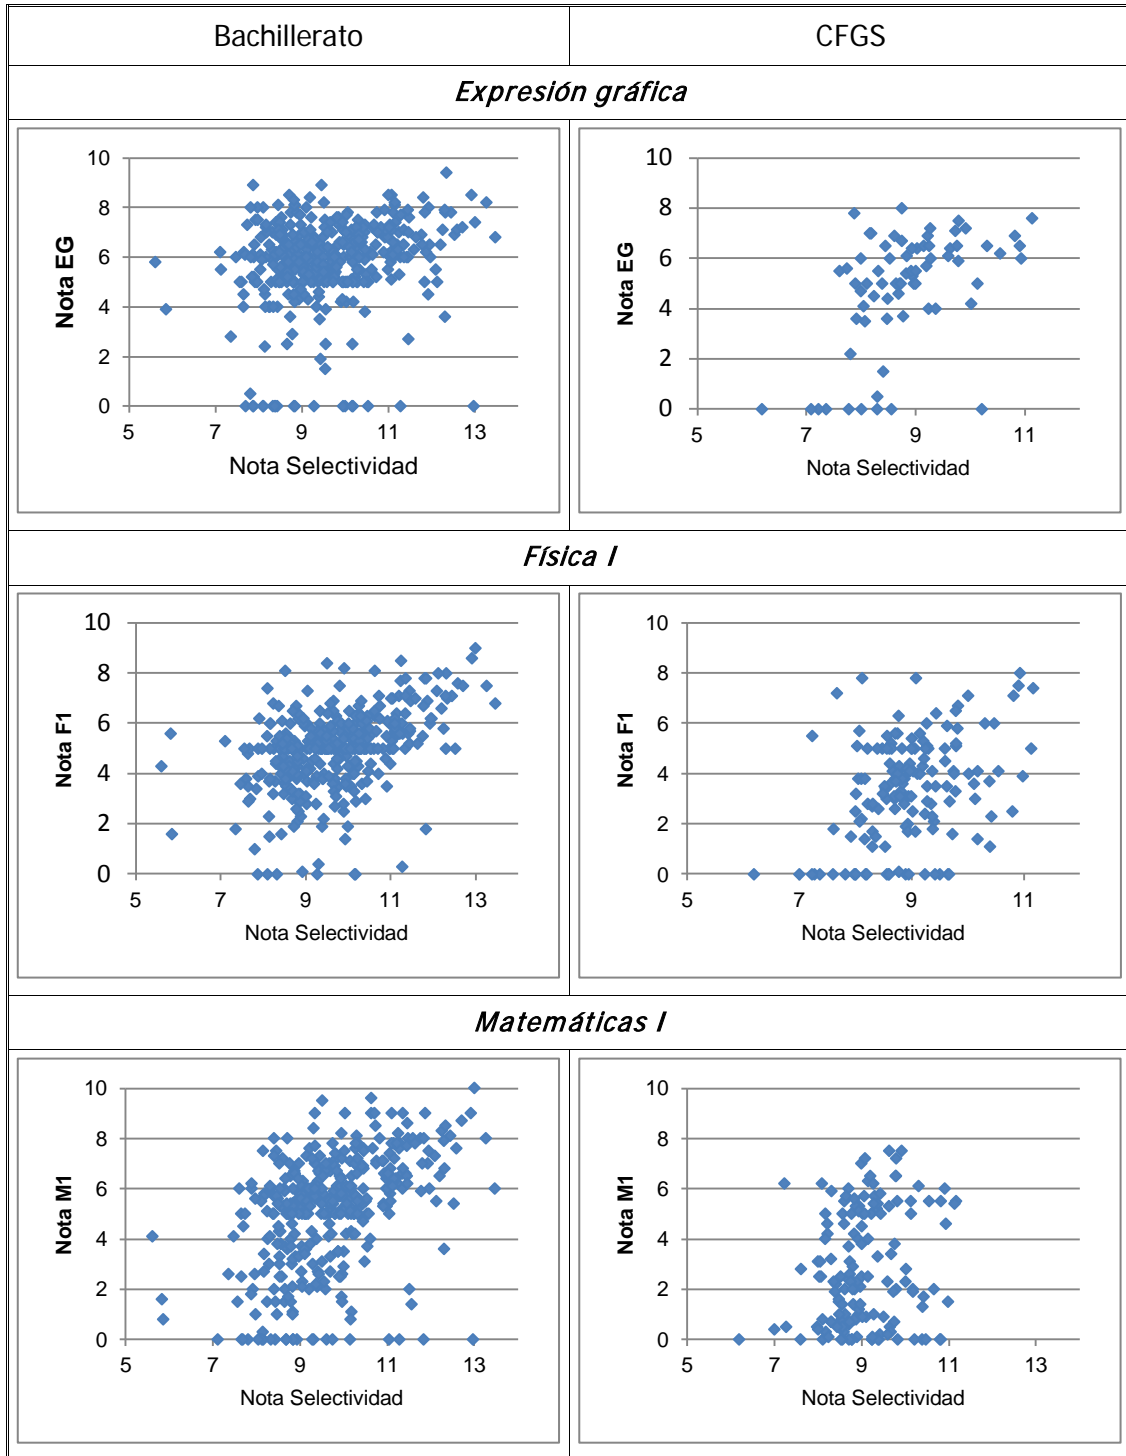 Bachillerato
CFGS
Expresión gráfica
10
8
6
4
2
0
5 7 9 11 13
Nota EG
Nota Selectividad
10
8
6
4
2
0
5 7 9 11
Nota EG
Nota Selectividad
Física I
10
8
6
4
2
0
5 7 9 11 13
Nota F1
Nota Selectividad
10
8
6
4
2
0
5 7 9 11
Nota F1
Nota Selectividad
Matemáticas I
10
8
6
4
2
0
5 7 9 11 13
Nota M1
Nota Selectividad
10
8
6
4
2
0
5 7 9 11 13
Nota M1
Nota Selectividad